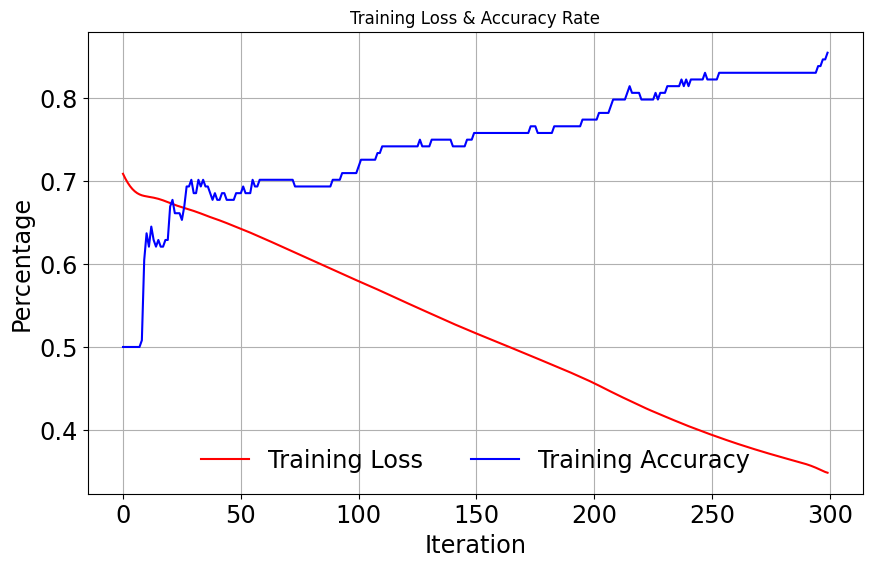 Training Loss & Accuracy Rate
Percentage
0.8
0.7
0.6
0.5
0.4
Training Loss Training Accuracy
0 50 100 150 200 250 300
Iteration